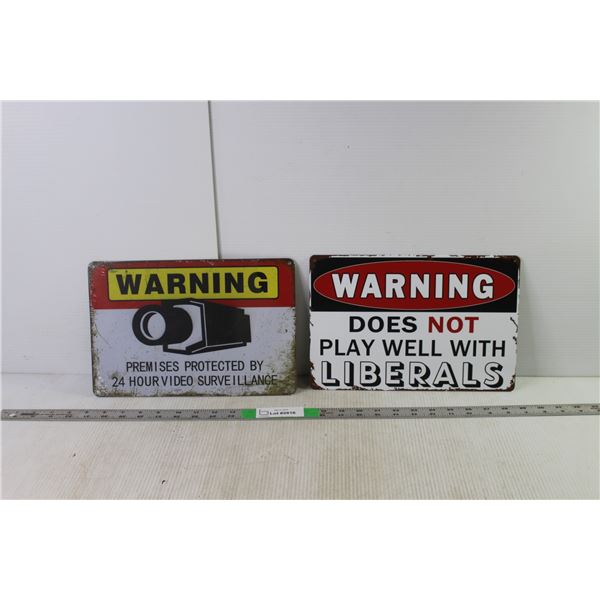 WARNING
PREMISES PROTECTED BY
24 HOUR VIDEO SURVEILLANCE
WARNING
DOES NOT
PLAY WELL WITH
LIBERALS